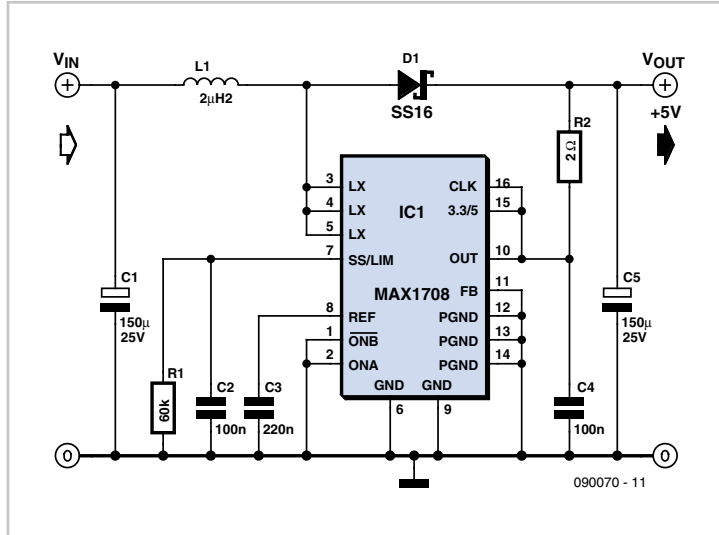 VIN
L1
2µH2
D1
SS16
VOUT
+5V
R2
2Ω
3 LX
4 LX
5 LX
7 SS/LIM
8 REF
1 ONB
2 ONA
IC1
MAX1708
CLK 16
3.3/5 15
OUT 10
FB 11
PGND 12
PGND 13
PGND 14
GND GND
6 9
C1
150µ
25V
R1
60k
C2
100n
C3
220n
C4
100n
C5
150µ
25V
0
0
090070 - 11